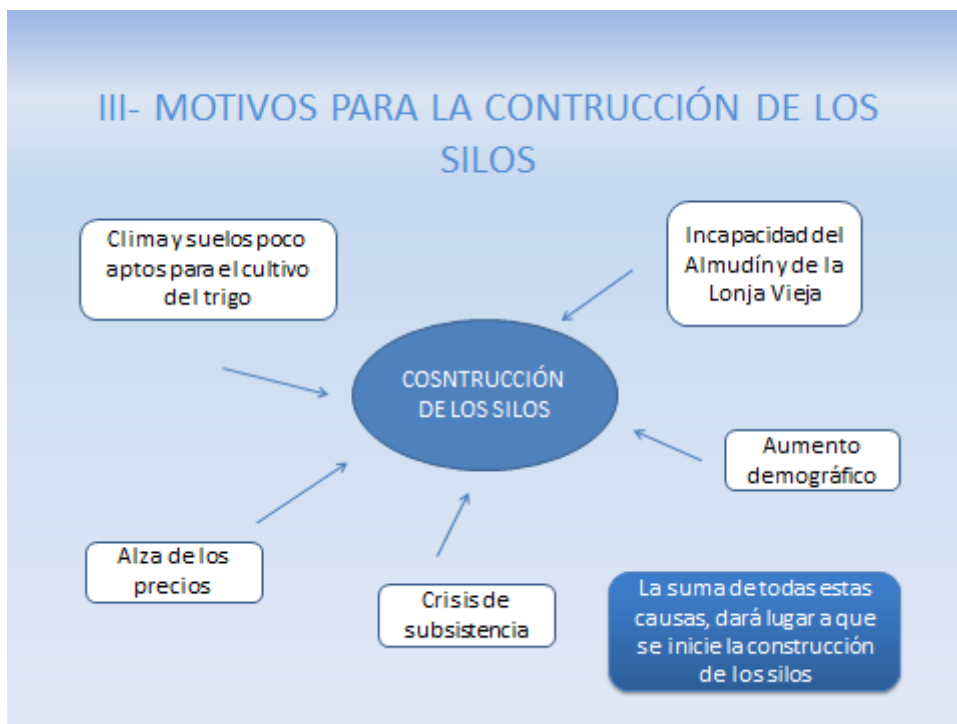 III- MOTIVOS PARA LA CONTRUCCIÓN DE LOS
SILOS
Clima y suelos poco
aptos para el cultivo
del trigo
Incapacidad del
Almudín y de la
Lonja Vieja
COSNTRUCCIÓN
DE LOS SILOS
Aumento
demográfico
Alza de los
precios
Crisis de
subsistencia
La suma de todas estas
causas, dará lugar a que
se inicie la construcción
de los silos